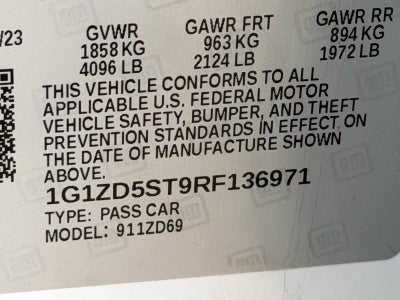 /23 GVWR GAWR FRT GAWR RR
1858 KG 963 KG 894 KG
4096 LB 2124 LB 1972 LB
THIS VEHICLE CONFORMS TO ALL
APPLICABLE U.S. FEDERAL MOTOR
VEHICLE SAFETY, BUMPER, AND THEFT
PREVENTION STANDARDS IN EFFECT ON
THE DATE OF MANUFACTURE SHOWN
ABOVE.
1G1ZD5ST9RF136971
TYPE: PASS CAR
MODEL: 911ZD69